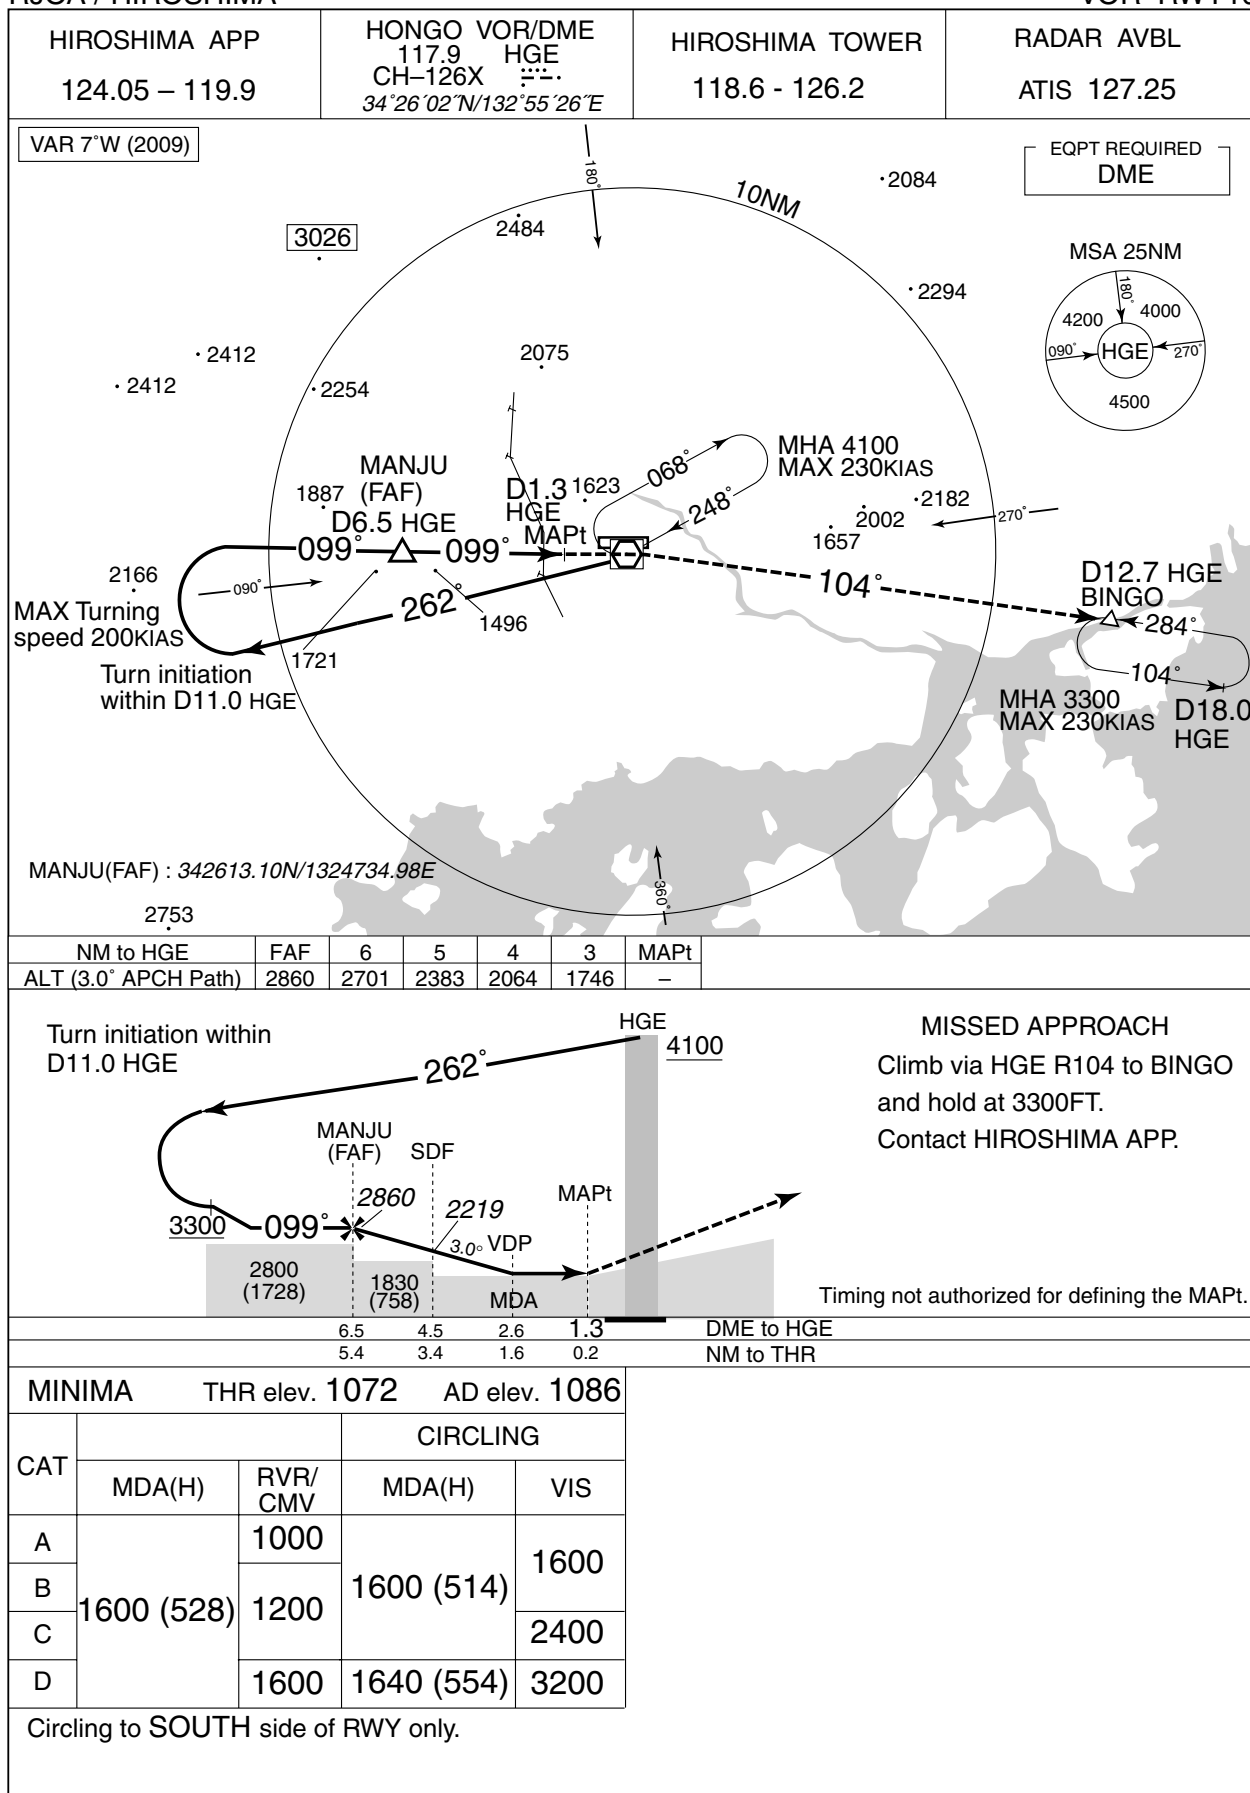 HIROSHIMA APP
124.05 – 119.9
HONGO VOR/DME
117.9 HGE
CH–126X
34°26´02˝N/132°55´26˝E
HIROSHIMA TOWER
118.6 - 126.2
RADAR AVBL
ATIS 127.25
VAR 7°W (2009)
EQPT REQUIRED
DME
180°
10NM
2084
2484
3026
MSA 25NM
180°
4200
4000
090°
HGE
270°
4500
2294
2412
2412
2254
2075
MHA 4100
MAX 230KIAS
068°
248°
MANJU
(FAF)
D6.5 HGE
1887
D1.3
HGE
MAPt
1623
2182
2002
1657
270°
099°
099°
2166
090°
MAX Turning
speed 200KIAS
262°
1496
1721
Turn initiation
within D11.0 HGE
104°
D12.7 HGE
BINGO
284°
104°
MHA 3300
MAX 230KIAS
D18.0
HGE
MANJU(FAF) : 342613.10N/1324734.98E
360°
2753
NM to HGE FAF 6 5 4 3 MAPt
ALT (3.0° APCH Path) 2860 2701 2383 2064 1746 –
Turn initiation within
D11.0 HGE
262°
HGE
4100
MISSED APPROACH
Climb via HGE R104 to BINGO
and hold at 3300FT.
Contact HIROSHIMA APP.
MANJU
(FAF)
SDF
2860
2219
MAPt
3300
099°
3.0°
VDP
2800
(1728)
1830
(758)
MDA
Timing not authorized for defining the MAPt.
6.5 4.5 2.6 1.3 DME to HGE
5.4 3.4 1.6 0.2 NM to THR
MINIMA THR elev. 1072 AD elev. 1086
CAT
CIRCLING
MDA(H)
RVR/
CMV
MDA(H)
VIS
A
B
C
D
1600 (528)
1000
1200
1600
1600 (514)
1640 (554)
1600
2400
3200
Circling to SOUTH side of RWY only.